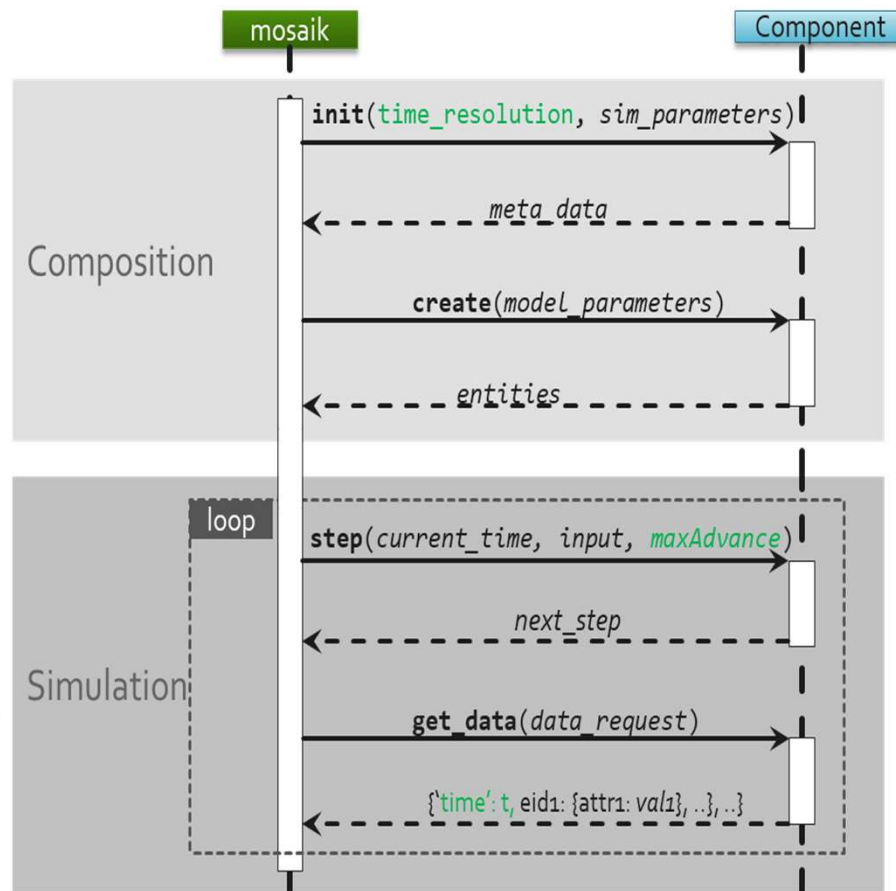 mosaik
Component
init(time_resolution, sim_parameters)
meta_data
Composition
create(model_parameters)
entities
loop
step(current_time, input, maxAdvance)
next_step
Simulation
get_data(data_request)
{‘time’: t, eid1: {attr1: val1}, ..}, ..}